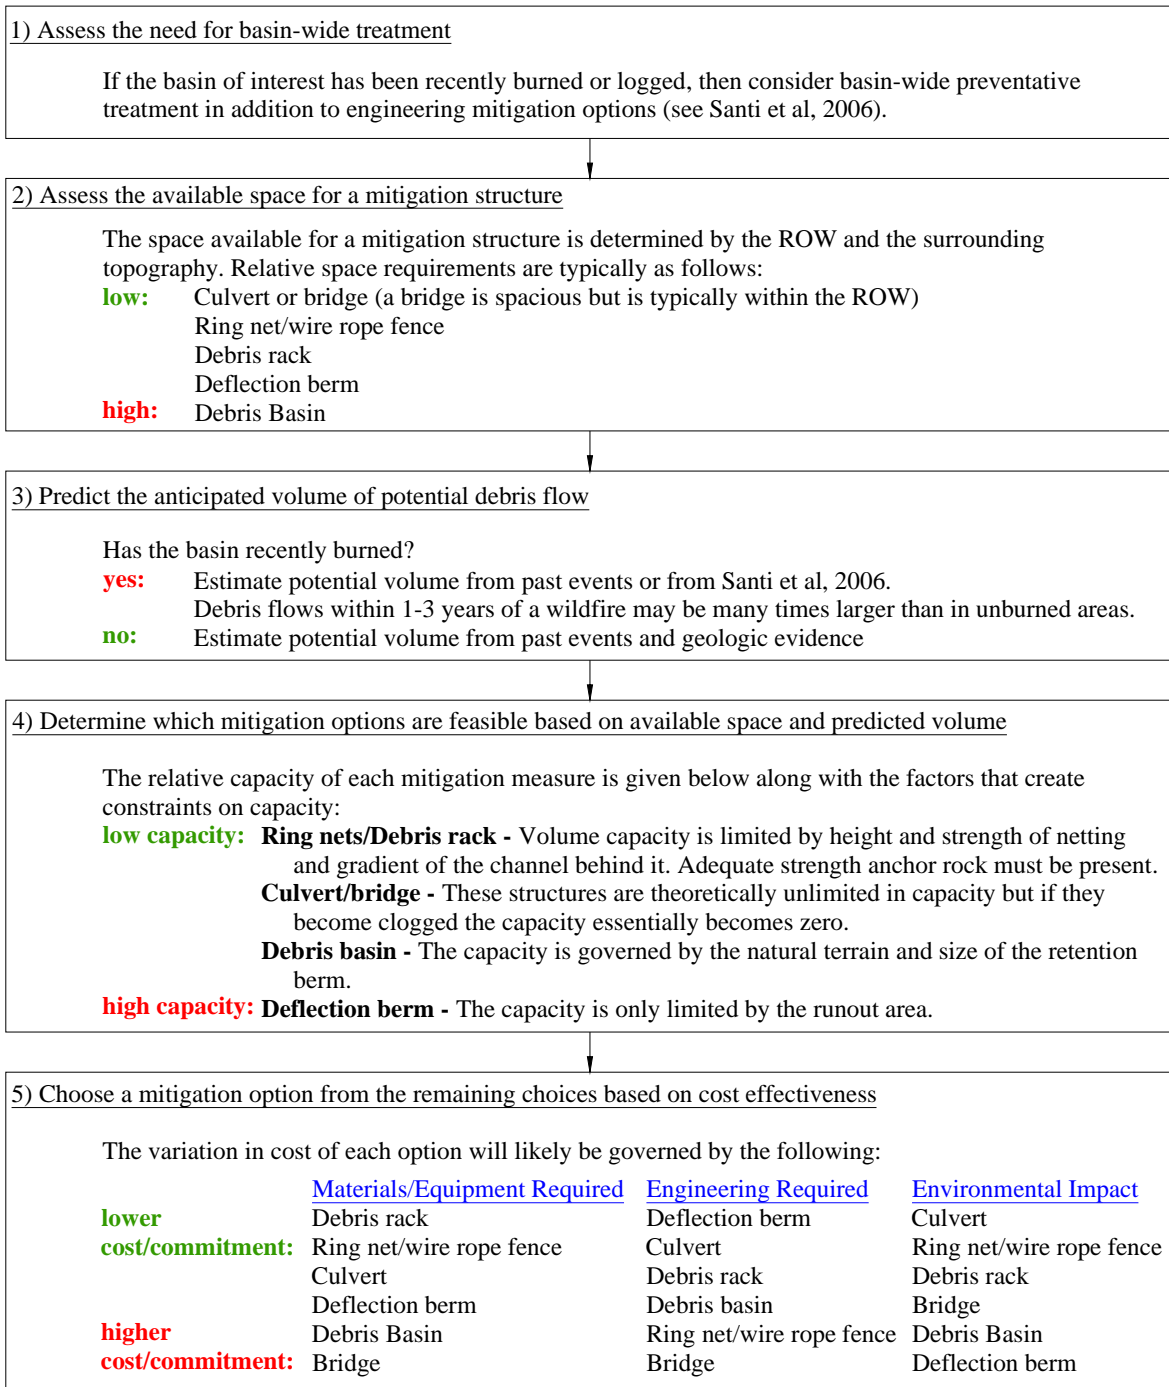 1) Assess the need for basin-wide treatment
If the basin of interest has been recently burned or logged, then consider basin-wide preventative
treatment in addition to engineering mitigation options (see Santi et al, 2006).
2) Assess the available space for a mitigation structure
The space available for a mitigation structure is determined by the ROW and the surrounding
topography. Relative space requirements are typically as follows:
low: Culvert or bridge (a bridge is spacious but is typically within the ROW)
Ring net/wire rope fence
Debris rack
Deflection berm
high: Debris Basin
3) Predict the anticipated volume of potential debris flow
Has the basin recently burned?
yes: Estimate potential volume from past events or from Santi et al, 2006.
Debris flows within 1-3 years of a wildfire may be many times larger than in unburned areas.
no: Estimate potential volume from past events and geologic evidence
4) Determine which mitigation options are feasible based on available space and predicted volume
The relative capacity of each mitigation measure is given below along with the factors that create
constraints on capacity:
low capacity: Ring nets/Debris rack - Volume capacity is limited by height and strength of netting
and gradient of the channel behind it. Adequate strength anchor rock must be present.
Culvert/bridge - These structures are theoretically unlimited in capacity but if they
become clogged the capacity essentially becomes zero.
Debris basin - The capacity is governed by the natural terrain and size of the retention
berm.
high capacity: Deflection berm - The capacity is only limited by the runout area.
5) Choose a mitigation option from the remaining choices based on cost effectiveness
The variation in cost of each option will likely be governed by the following:
Materials/Equipment Required Engineering Required Environmental Impact
lower Debris rack Deflection berm Culvert
cost/commitment: Ring net/wire rope fence Culvert Ring net/wire rope fence
Culvert Debris rack Debris rack
Deflection berm Debris basin Bridge
higher Debris Basin Ring net/wire rope fence Debris Basin
cost/commitment: Bridge Bridge Deflection berm